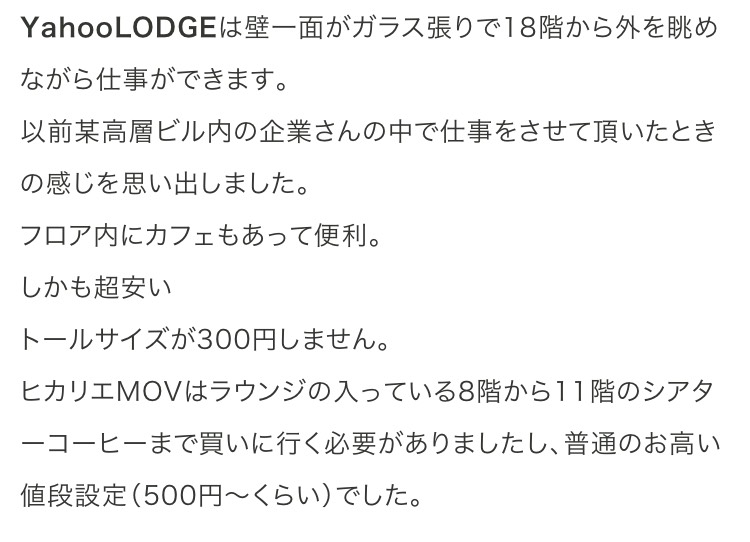 YahooLODGEは壁一面がガラス張りで18階から外を眺め
ながら仕事ができます。
以前某高層ビル内の企業さんの中で仕事をさせて頂いたとき
の感じを思い出しました。
フロア内にカフェもあって便利。
しかも超安い
トールサイズが300円しません。
ヒカリエMOVはラウンジの入っている8階から11階のシアタ
ーコーヒーまで買いに行く必要がありましたし、普通のお高い
値段設定（500円〜くらい）でした。